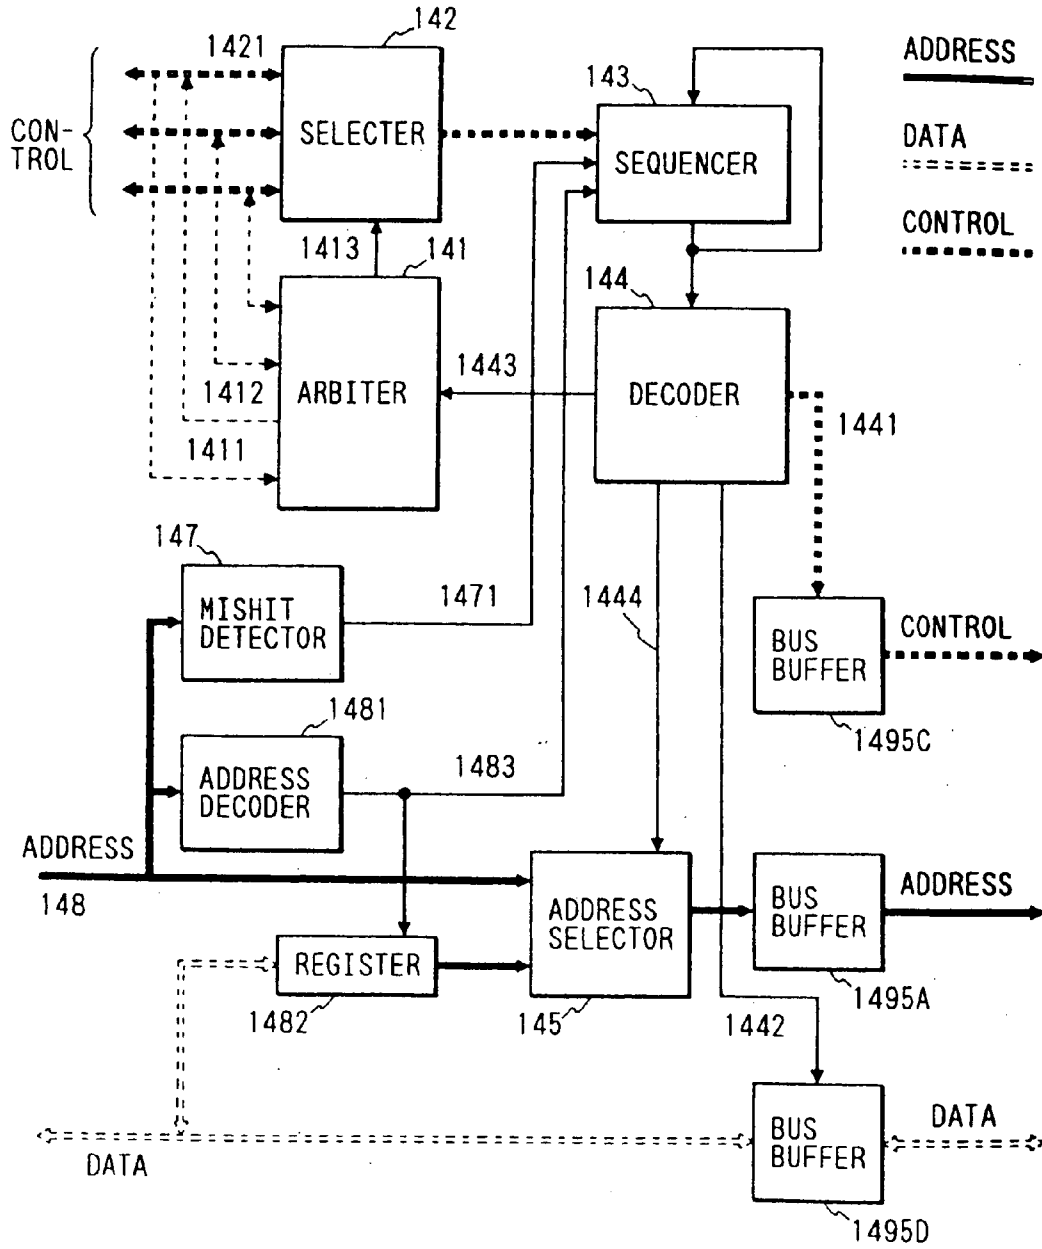 142
1421
ADDRESS
143
DATA
CON-
TROL
SELECTER
SEQUENCER
CONTROL
1413
141
144
1443
1412
ARBITER
DECODER
1441
1411
147
MISHIT
DETECTOR
1471
1444
BUS
BUFFER
CONTROL
1481
1495C
ADDRESS
DECODER
1483
ADDRESS
148
ADDRESS
SELECTOR
BUS
BUFFER
ADDRESS
REGISTER
1482
145
1442
1495A
DATA
BUS
BUFFER
DATA
1495D